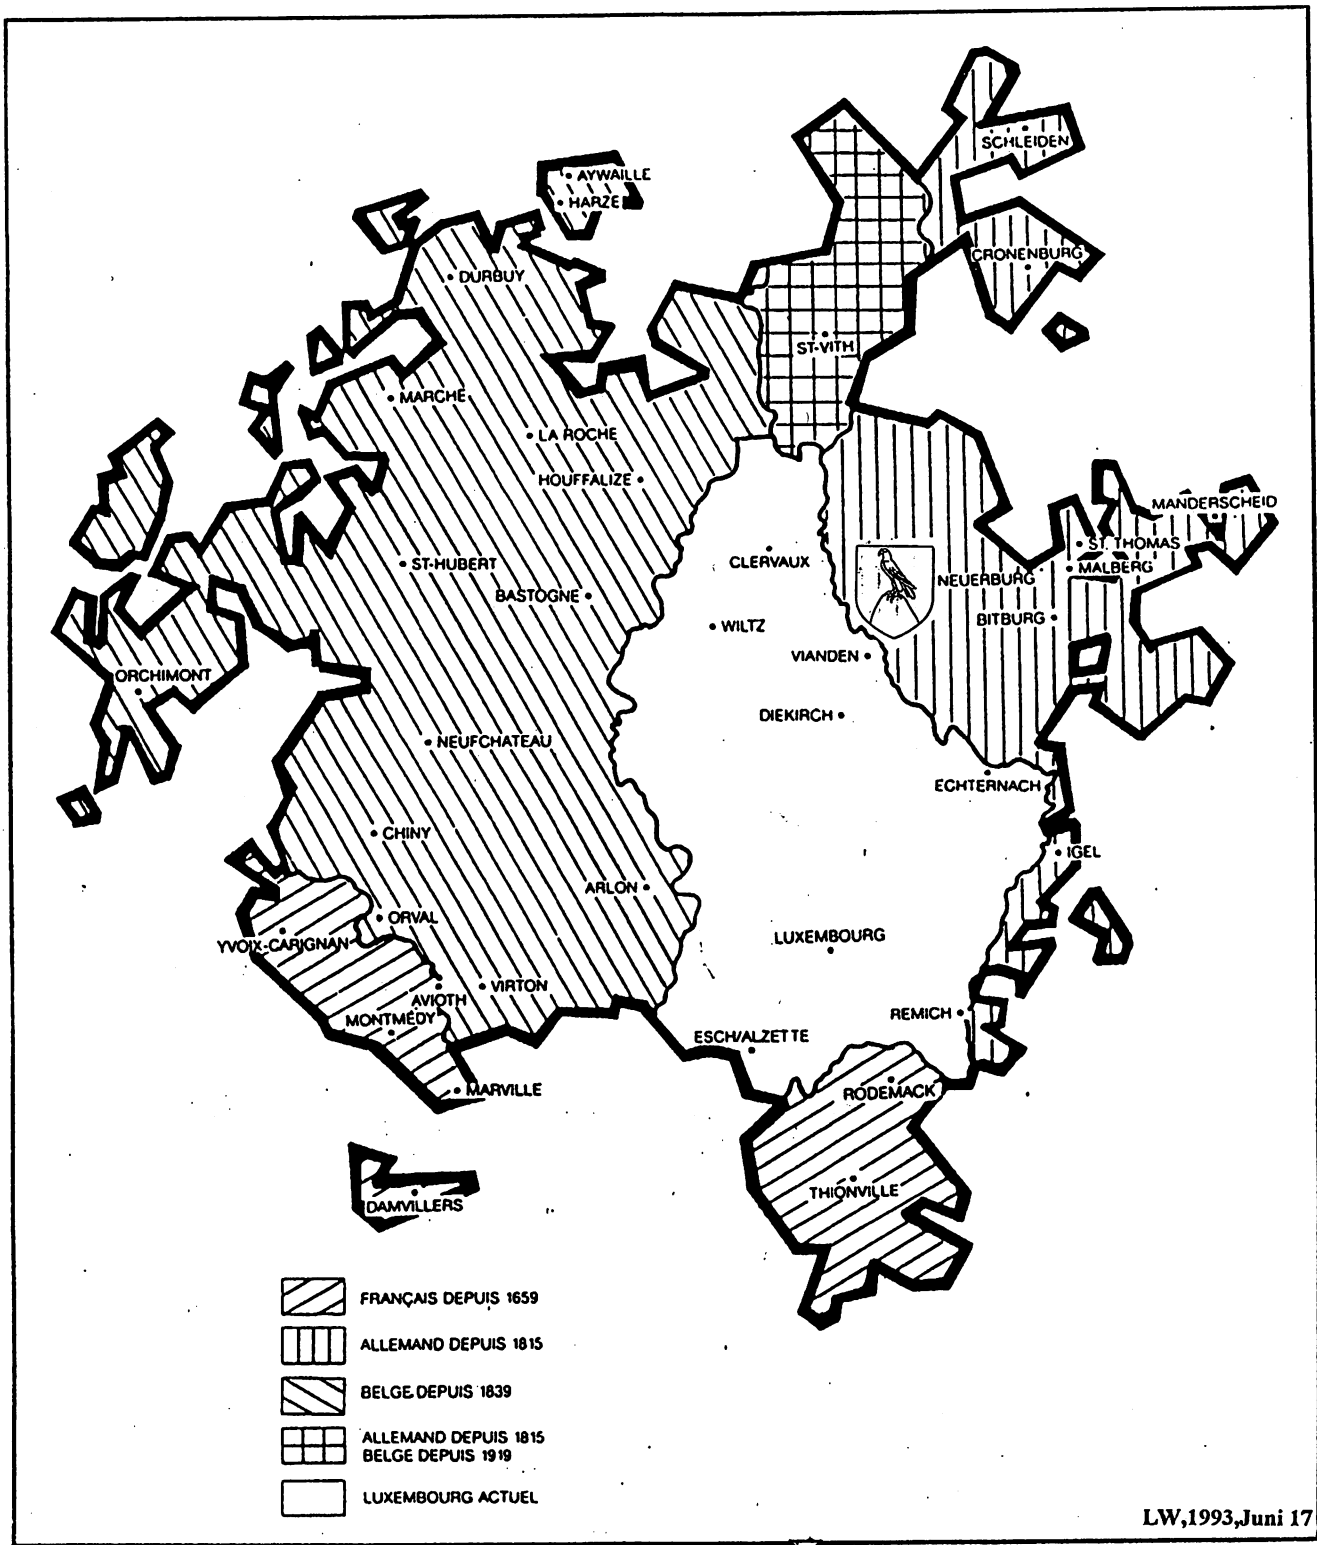 SCHLEIDEN
AYWAILLE
HARZE
CRONENBURG
DURBUY
ST-VITH
MARCHE
LA ROCHE
HOUFFALIZE
MANDERSCHEID
ST. THOMAS
CLERVAUX
MALBERG
ST-HUBERT
NEUERBURG
BASTOGNE
BITBURG
WILTZ
VIANDEN
ORCHIMONT
DIEKIRCH
NEUFCHATEAU
ECHTERNACH
CHINY
IGEL
ARLON
ORVAL
LUXEMBOURG
YVOIX-CARIGNAN
VIRTON
AVIOTH
REMICH
MONTMEDY
ESCH/ALZETTE
MARVILLE
RODEMACK
THIONVILLE
DAMVILLERS
FRANÇAIS DEPUIS 1659
ALLEMAND DEPUIS 1815
BELGE DEPUIS 1839
ALLEMAND DEPUIS 1815
BELGE DEPUIS 1919
LUXEMBOURG ACTUEL
LW,1993,Juni 17